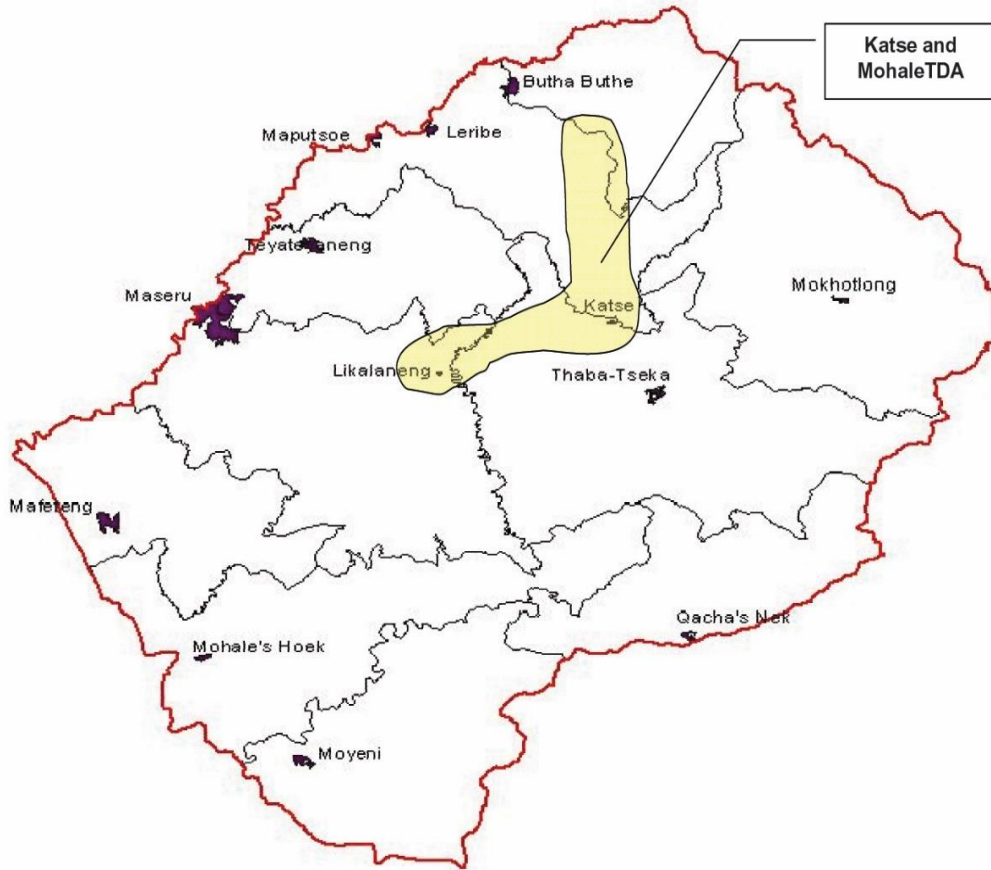 Katse and
MohaleTDA
Butha Buthe
Maputsoe
Leribe
Teyateyaneng
Maseru
Mokhotlong
Katse
Likalaneng
Thaba-Tseka
Mafeteng
Qacha's Nek
Mohale's Hoek
Moyeni